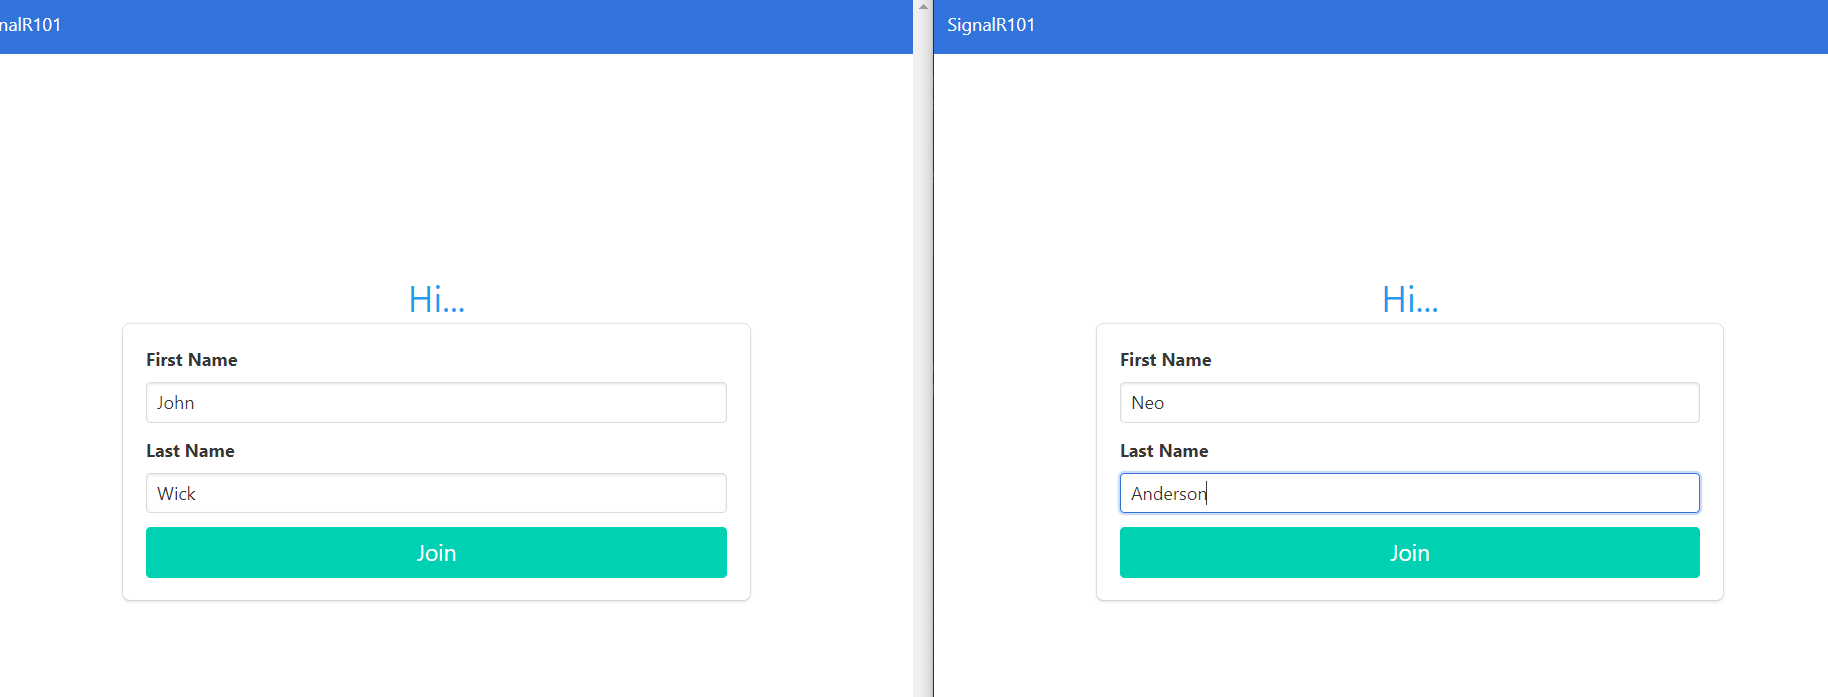 nalR101
Hi...
First Name
John
Last Name
Wick
Join
SignalR101
Hi...
First Name
Neo
Last Name
Anderson
Join